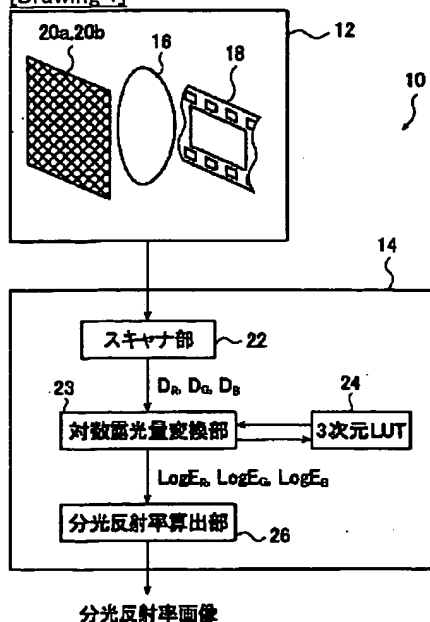 20a,20b
16
18
12
10
14
スキャナ部
22
D_R, D_G, D_B
23
対数露光量変換部
24
3次元LUT
LogE_R, LogE_G, LogE_B
分光反射率算出部
26
分光反射率画像